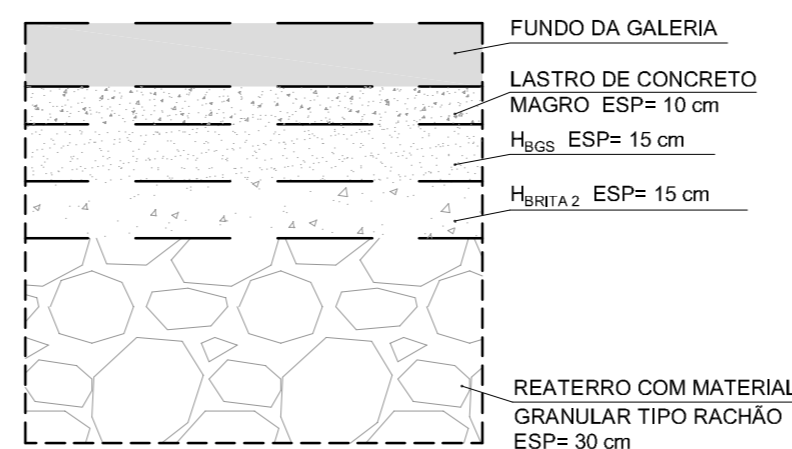 FUNDO DA GALERIA
LASTRO DE CONCRETO
MAGRO ESP= 10 cm
HBGS ESP= 15 cm
HBRITA 2 ESP= 15 cm
REATERRO COM MATERIAL
GRANULAR TIPO RACHÃO
ESP= 30 cm